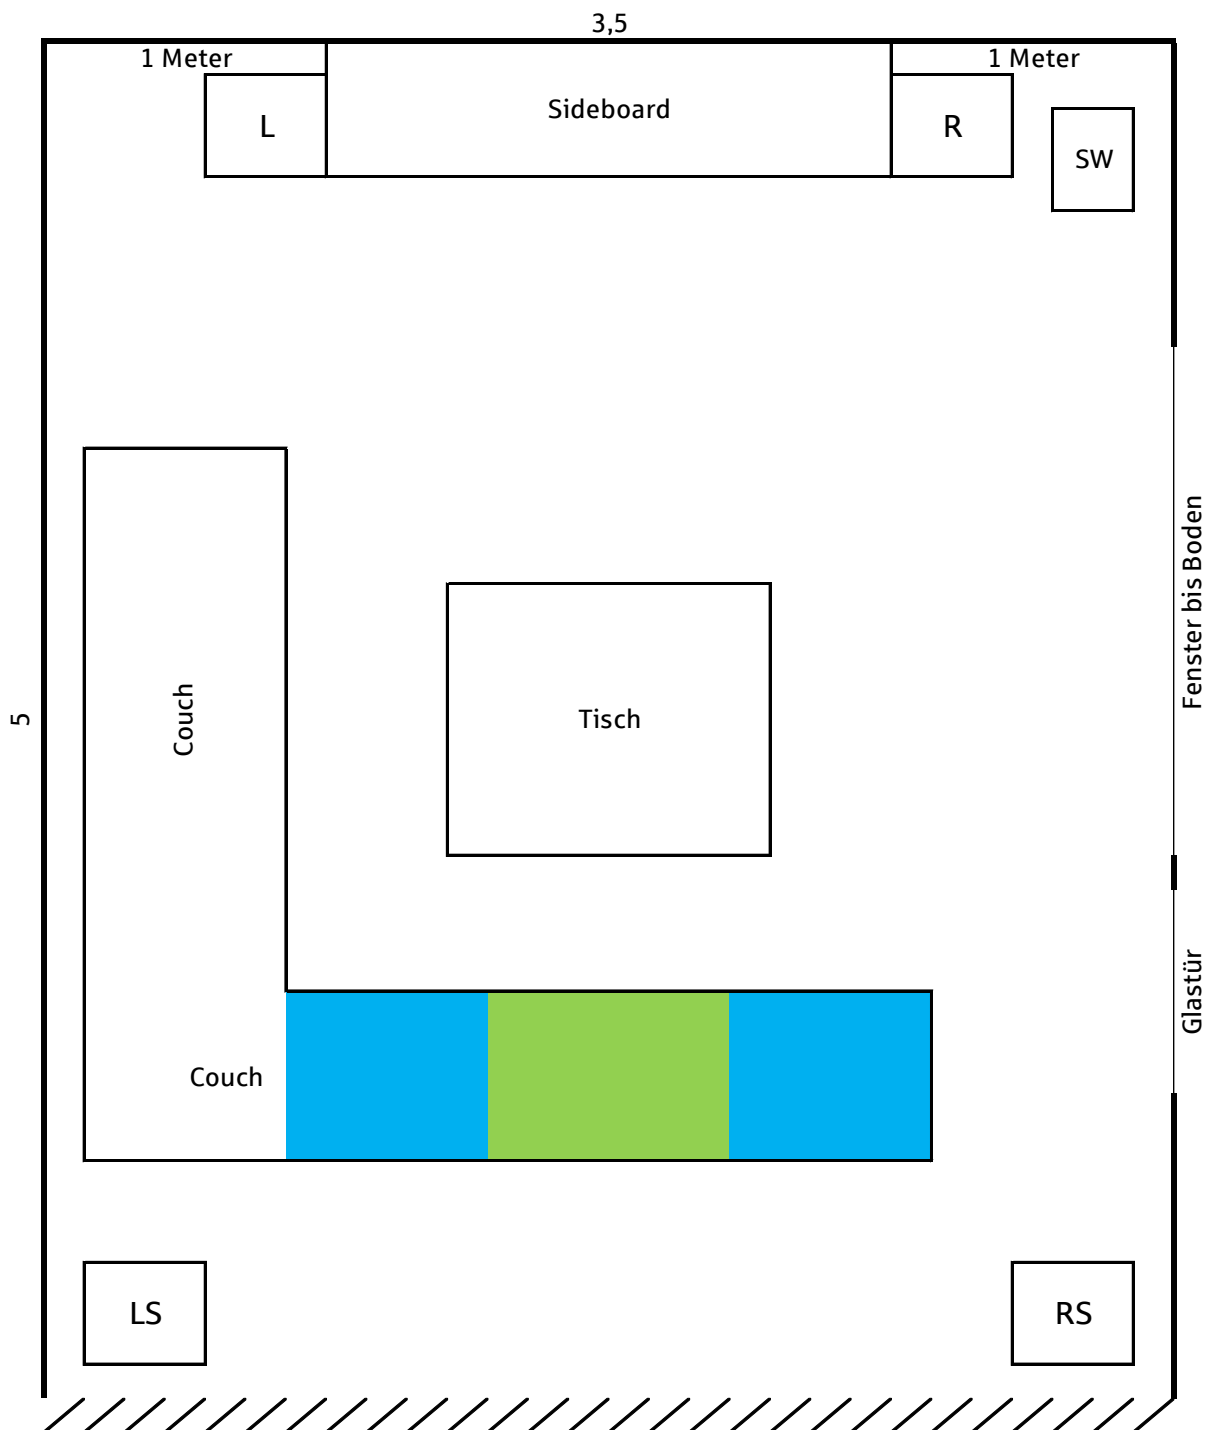 3,5
1 Meter
1 Meter
L
Sideboard
R
SW
Fenster bis Boden
Couch
5
Tisch
Glastür
Couch
LS
RS